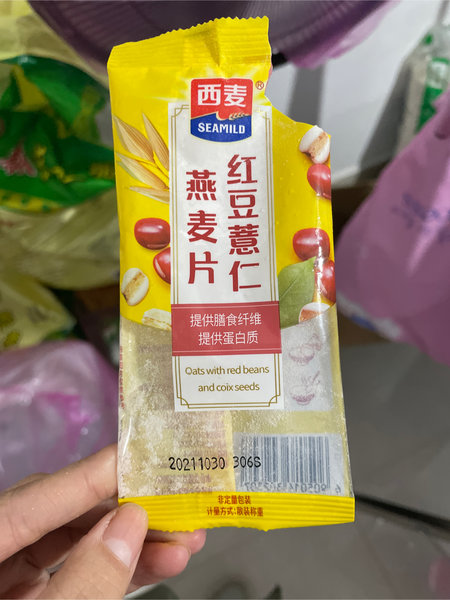 西麦®
SEAMILD
红豆薏仁
燕麦片
提供膳食纤维
提供蛋白质
Oats with red beans
and coix seeds
20211030 306S
非定量包装
计量方式:散装称重